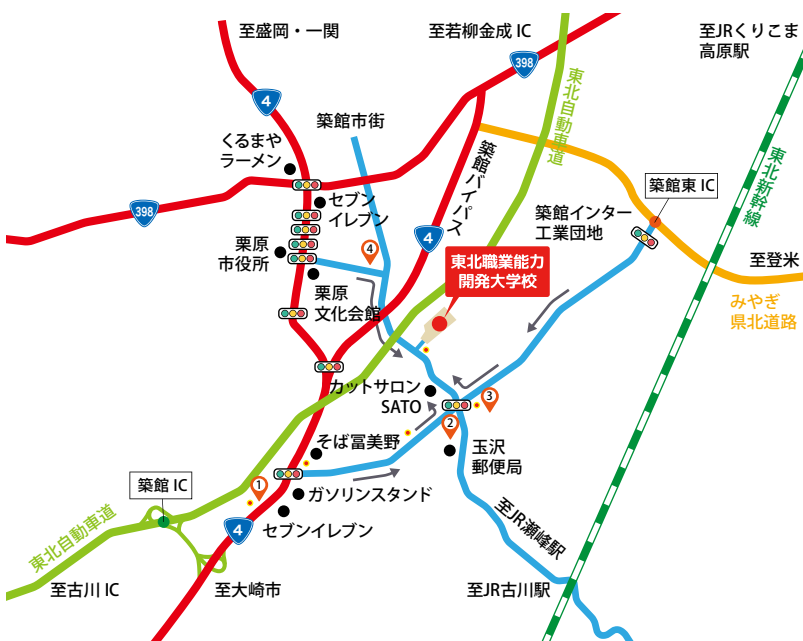 至盛岡・一関
至若柳金成 IC
至JRくりこま
高原駅
398
4
東北自動車道
築館市街
くるまや
ラーメン
築館バイパス
東北新幹線
築館東 IC
セブン
イレブン
398
築館インター
工業団地
4
4
栗原
市役所
東北職業能力
開発大学校
至登米
栗原
文化会館
みやぎ
県北道路
カットサロン
SATO
3
2
そば冨美野
玉沢
郵便局
1
築館 IC
ガソリンスタンド
セブンイレブン
4
東北自動車道
至JR瀬峰駅
至古川 IC
至大崎市
至JR古川駅